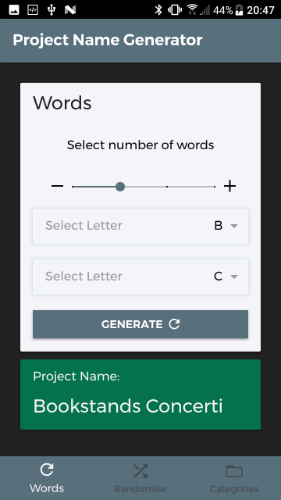 44% 20:47
Project Name Generator
Words
Select number of words
Select Letter B
Select Letter C
GENERATE
Project Name:
Bookstands Concerti
Words Randomise Categories